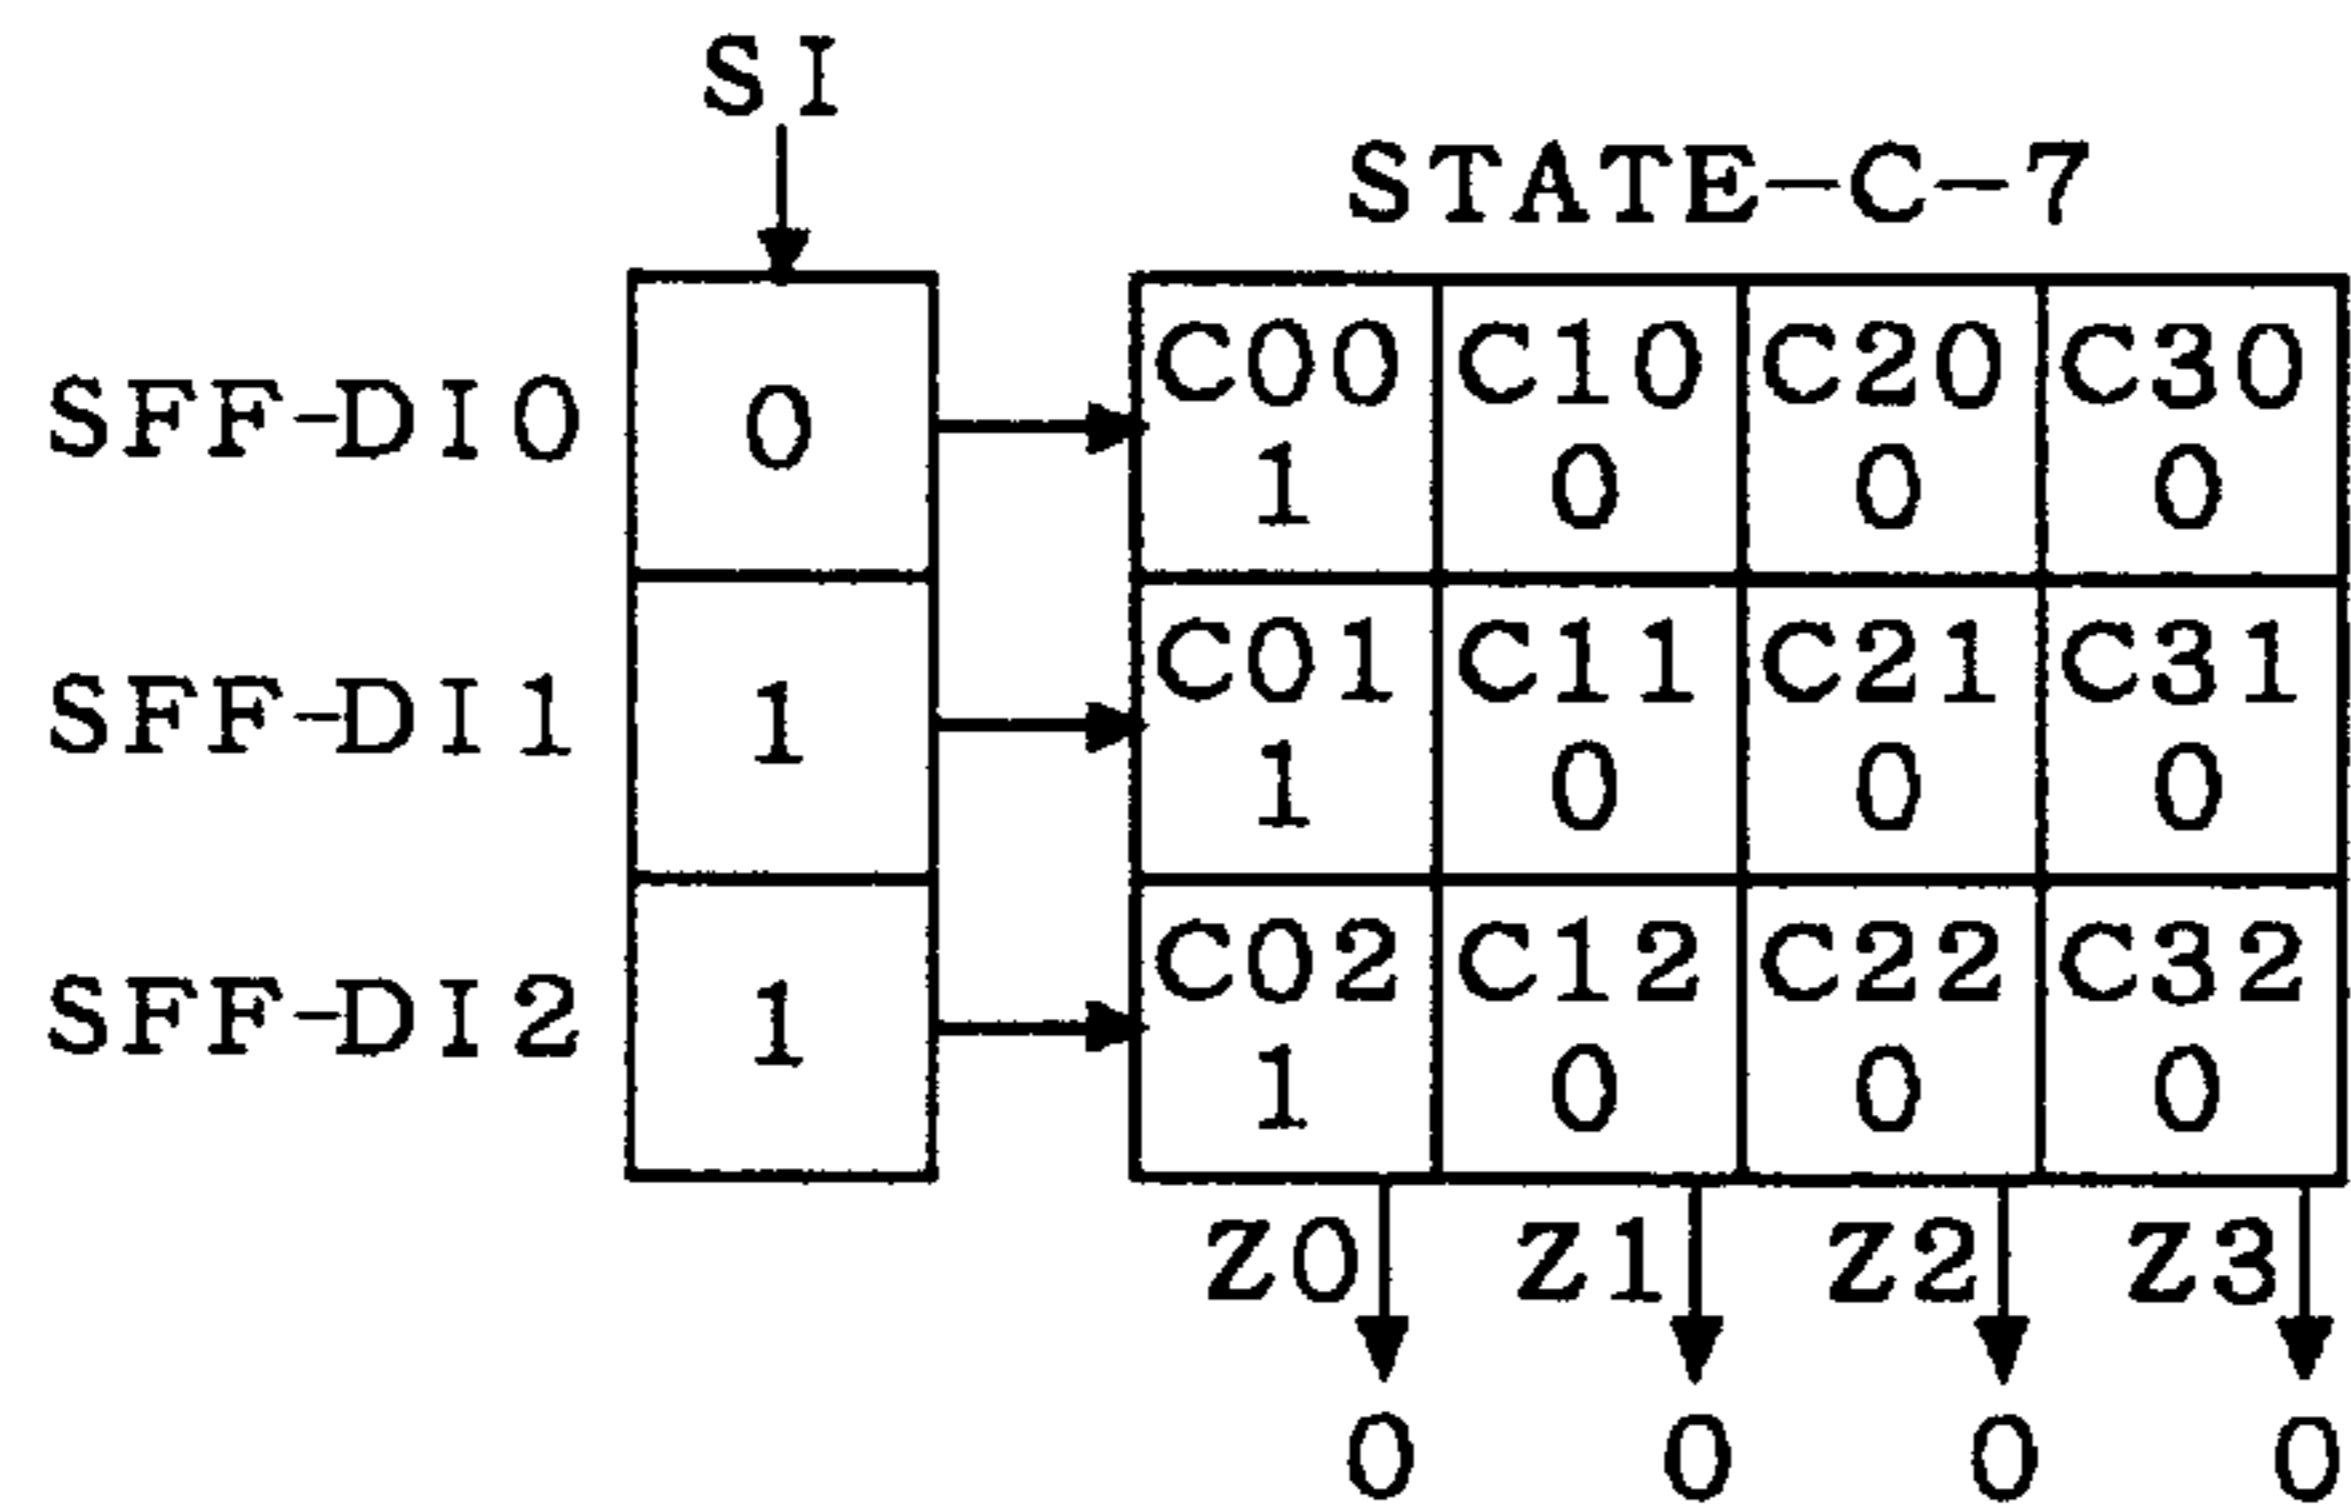 SI
STATE-C-7
C00 C10 C20 C30
SFF-DI0 0 1 0 0 0
C01 C11 C21 C31
SFF-DI1 1 1 0 0 0
C02 C12 C22 C32
SFF-DI2 1 1 0 0 0
Z0 Z1 Z2 Z3
0 0 0 0